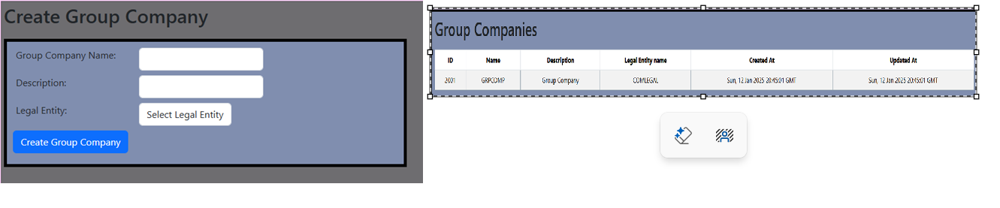 Create Group Company
Group Company Name:
Description:
Legal Entity:
Select Legal Entity
Create Group Company
Group Companies
ID Name Description Legal Entity name Created At Updated At
2001 GRPCOMP Group Company COMLEGAL Sun, 12 Jan 2025 20:45:01 GMT Sun, 12 Jan 2025 20:45:01 GMT